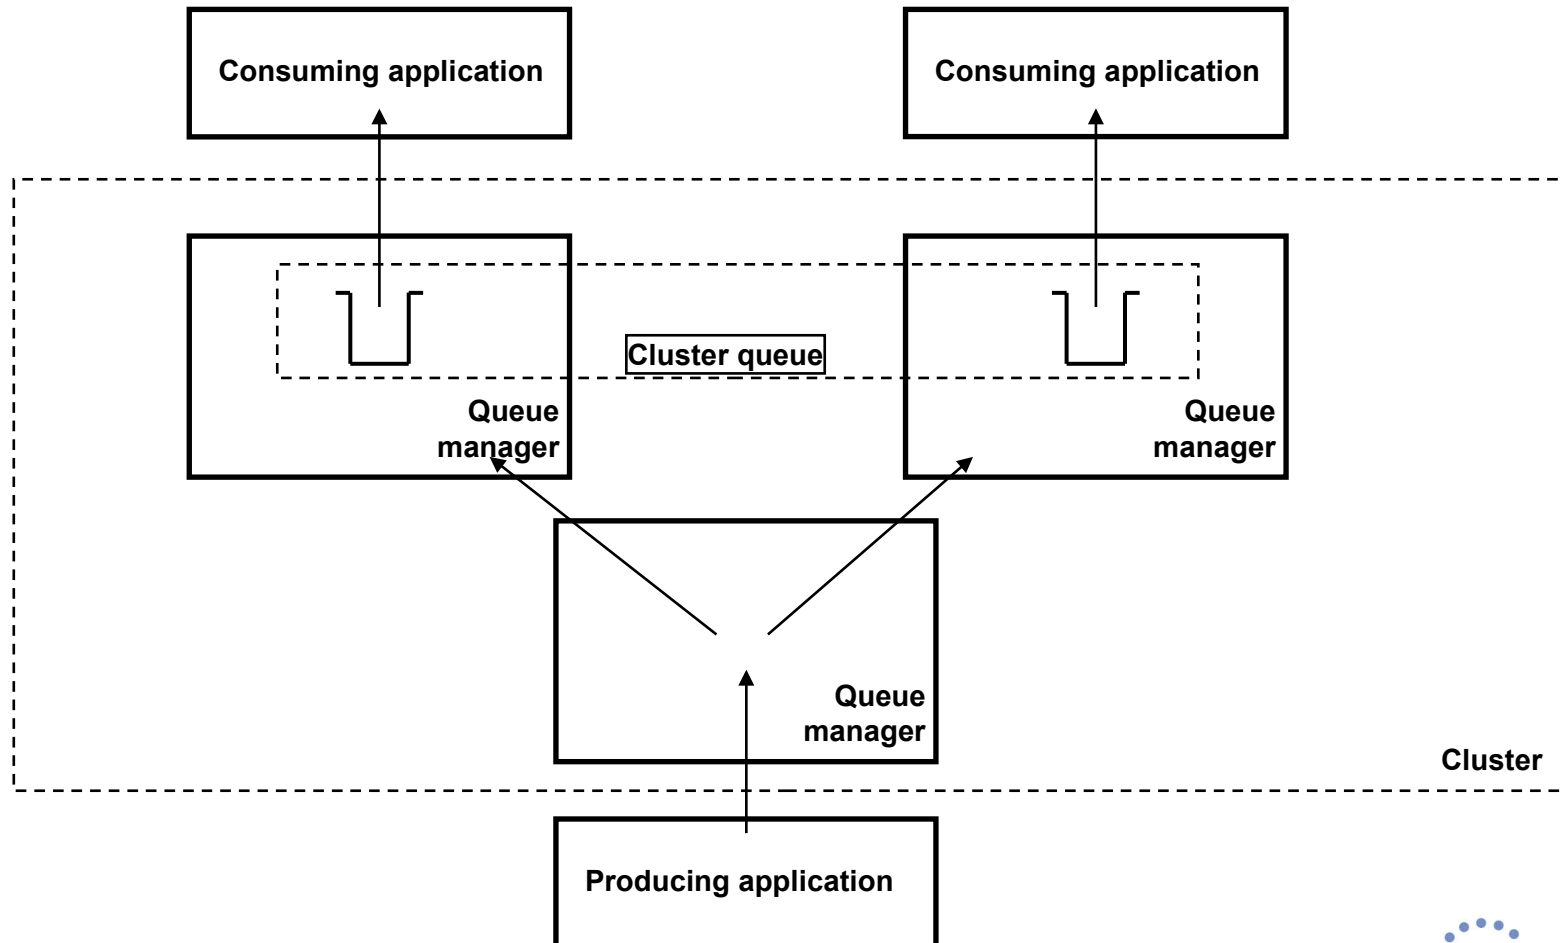 Consuming application
Consuming application
Cluster queue
Queue
manager
Queue
manager
Queue
manager
Cluster
Producing application